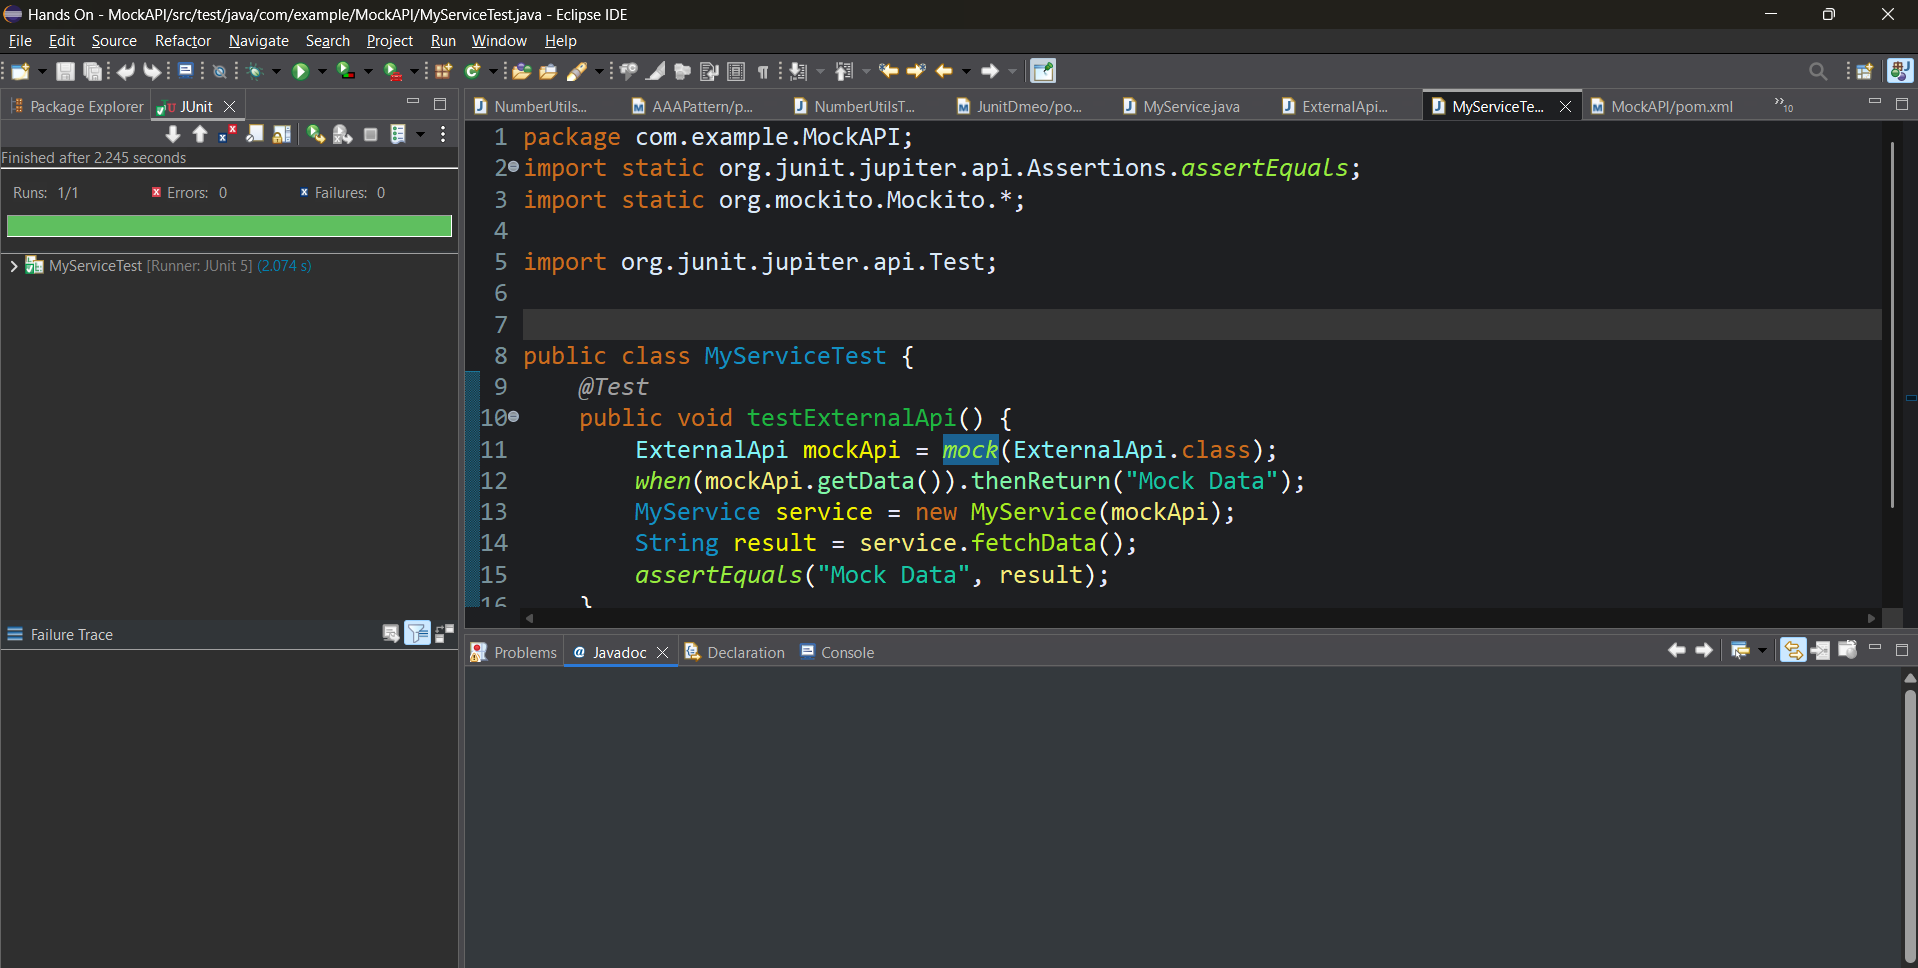 Hands On - MockAPI/src/test/java/com/example/MockAPI/MyServiceTest.java - Eclipse IDE
File Edit Source Refactor Navigate Search Project Run Window Help
Package Explorer JUnit
Finished after 2.245 seconds
Runs: 1/1 Errors: 0 Failures: 0
MyServiceTest [Runner: JUnit 5] (2.074 s)
Failure Trace
NumberUtils... AAAPattern/p... NumberUtilsT... JunitDmeo/po... MyService.java ExternalApi... MyServiceTe... MockAPI/pom.xml »10
1 package com.example.MockAPI;
2 import static org.junit.jupiter.api.Assertions.assertEquals;
3 import static org.mockito.Mockito.*;
4
5 import org.junit.jupiter.api.Test;
6
7
8 public class MyServiceTest {
9 @Test
10 public void testExternalApi() {
11 ExternalApi mockApi = mock(ExternalApi.class);
12 when(mockApi.getData()).thenReturn("Mock Data");
13 MyService service = new MyService(mockApi);
14 String result = service.fetchData();
15 assertEquals("Mock Data", result);
16 }
Problems @ Javadoc Declaration Console